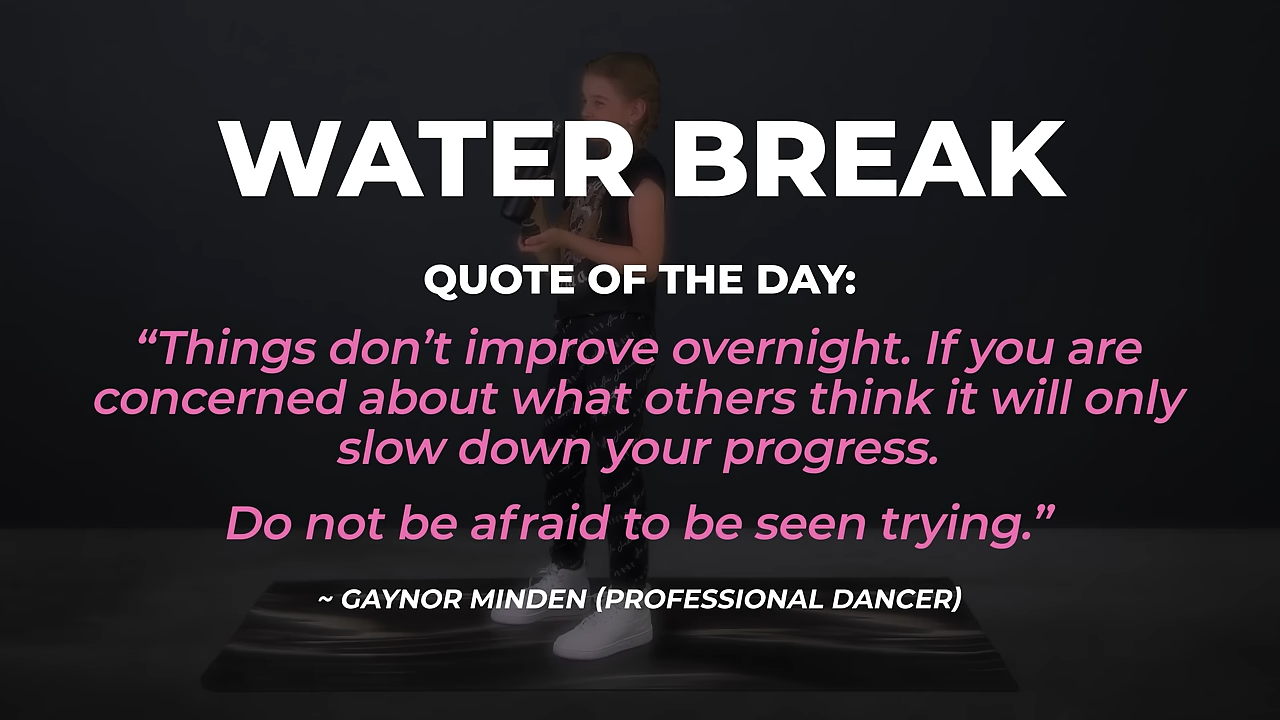 WATER BREAK
QUOTE OF THE DAY:
“Things don’t improve overnight. If you are
concerned about what others think it will only
slow down your progress.
Do not be afraid to be seen trying.”
~ GAYNOR MINDEN (PROFESSIONAL DANCER)